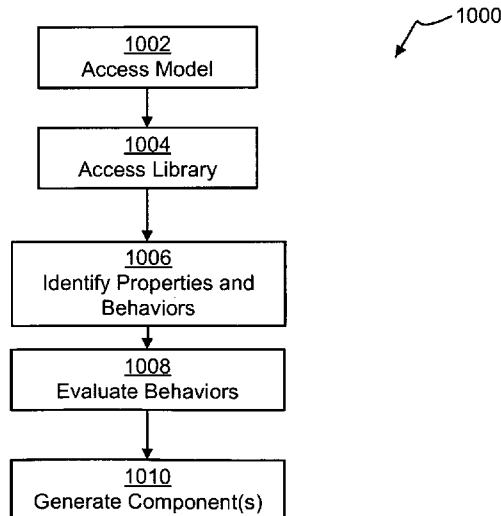 1000
1002
Access Model
1004
Access Library
1006
Identify Properties and
Behaviors
1008
Evaluate Behaviors
1010
Generate Component(s)